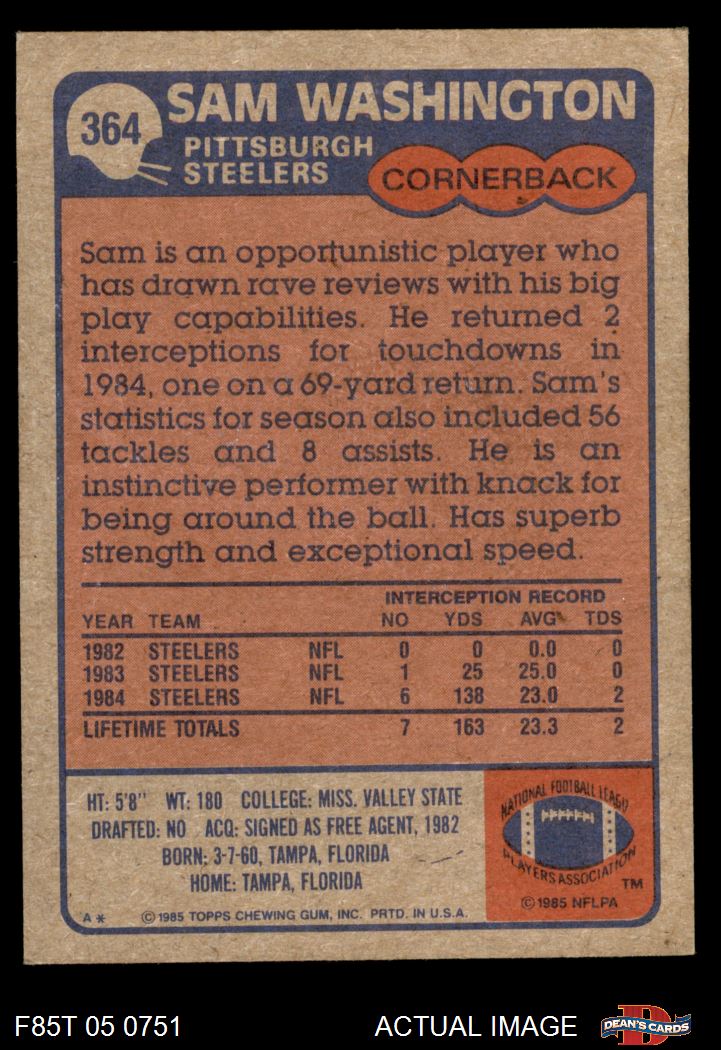 364
SAM WASHINGTON
PITTSBURGH
STEELERS
CORNERBACK
Sam is an opportunistic player who
has drawn rave reviews with his big
play capabilities. He returned 2
interceptions for touchdowns in
1984, one on a 69-yard return. Sam's
statistics for season also included 56
tackles and 8 assists. He is an
instinctive performer with knack for
being around the ball. Has superb
strength and exceptional speed.
INTERCEPTION RECORD
YEAR TEAM NO YDS AVG TDS
1982 STEELERS NFL 0 0 0.0 0
1983 STEELERS NFL 1 25 25.0 0
1984 STEELERS NFL 6 138 23.0 2
LIFETIME TOTALS 7 163 23.3 2
HT: 5'8" WT: 180 COLLEGE: MISS. VALLEY STATE
DRAFTED: NO ACQ: SIGNED AS FREE AGENT, 1982
BORN: 3-7-60, TAMPA, FLORIDA
HOME: TAMPA, FLORIDA
A * © 1985 TOPPS CHEWING GUM, INC. PRTD. IN U.S.A.
NATIONAL FOOTBALL LEAGUE
PLAYERS ASSOCIATION
TM
© 1985 NFLPA
F85T 05 0751
ACTUAL IMAGE
D
DEAN'S CARDS